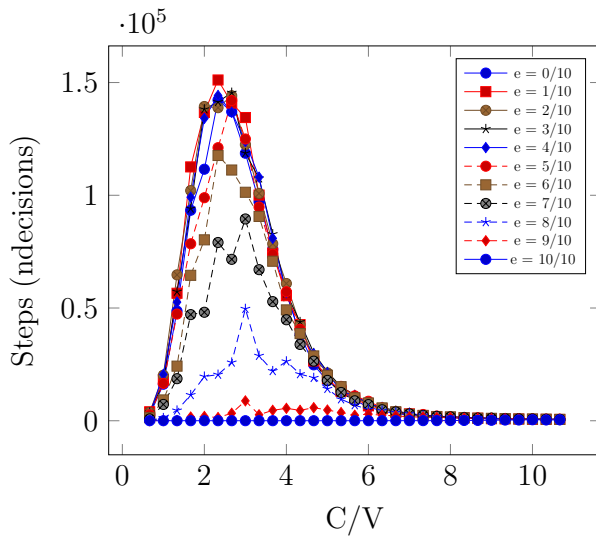 ·10^5
1.5
1
0.5
0
0 2 4 6 8 10
C/V
Steps (ndecisions)
e = 0/10
e = 1/10
e = 2/10
e = 3/10
e = 4/10
e = 5/10
e = 6/10
e = 7/10
e = 8/10
e = 9/10
e = 10/10